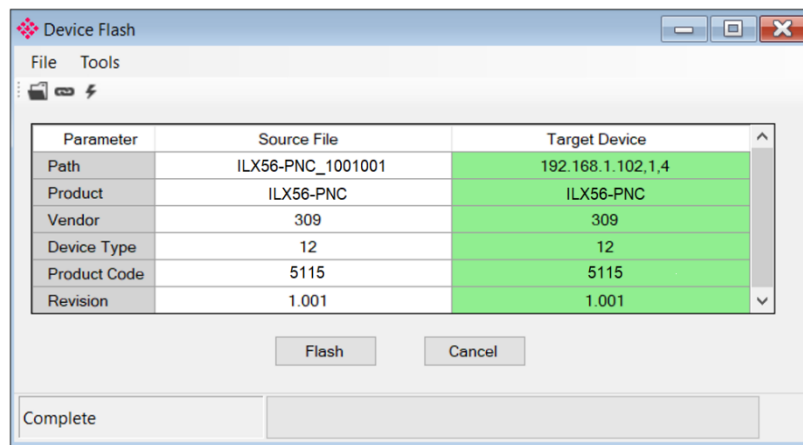 Device Flash
File Tools
Parameter Source File Target Device
Path ILX56-PNC_1001001 192.168.1.102,1,4
Product ILX56-PNC ILX56-PNC
Vendor 309 309
Device Type 12 12
Product Code 5115 5115
Revision 1.001 1.001
Flash Cancel
Complete